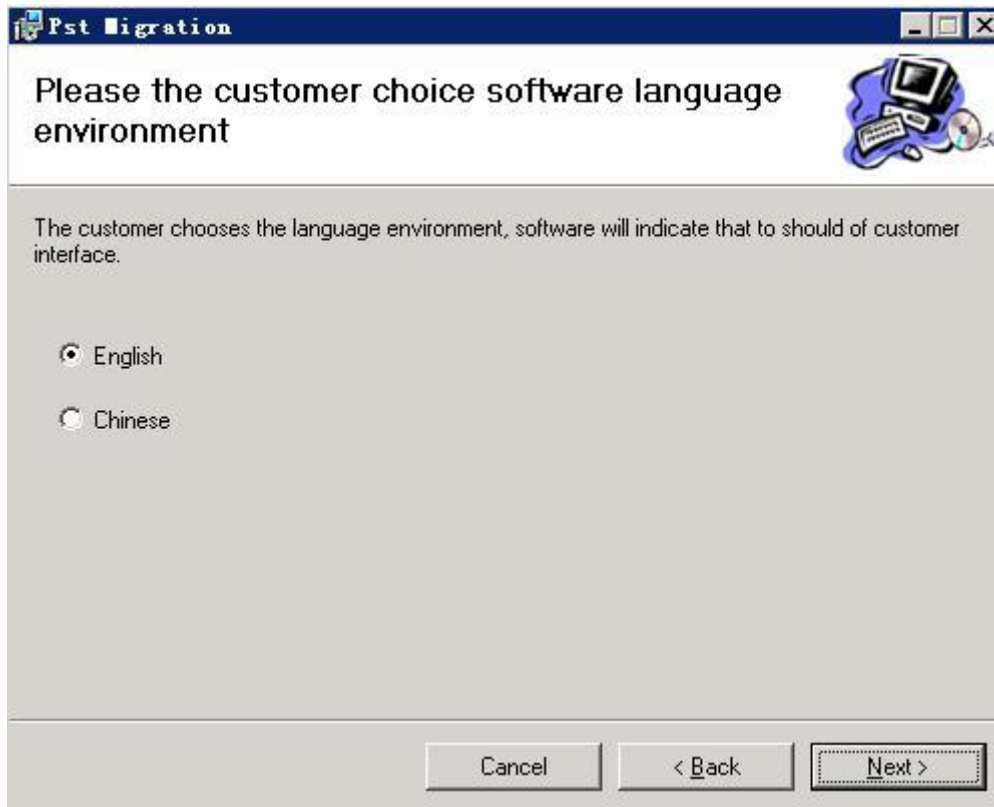 Pst Migration
Please the customer choice software language
environment
The customer chooses the language environment, software will indicate that to should of customer
interface.
English
Chinese
Cancel
< Back
Next >